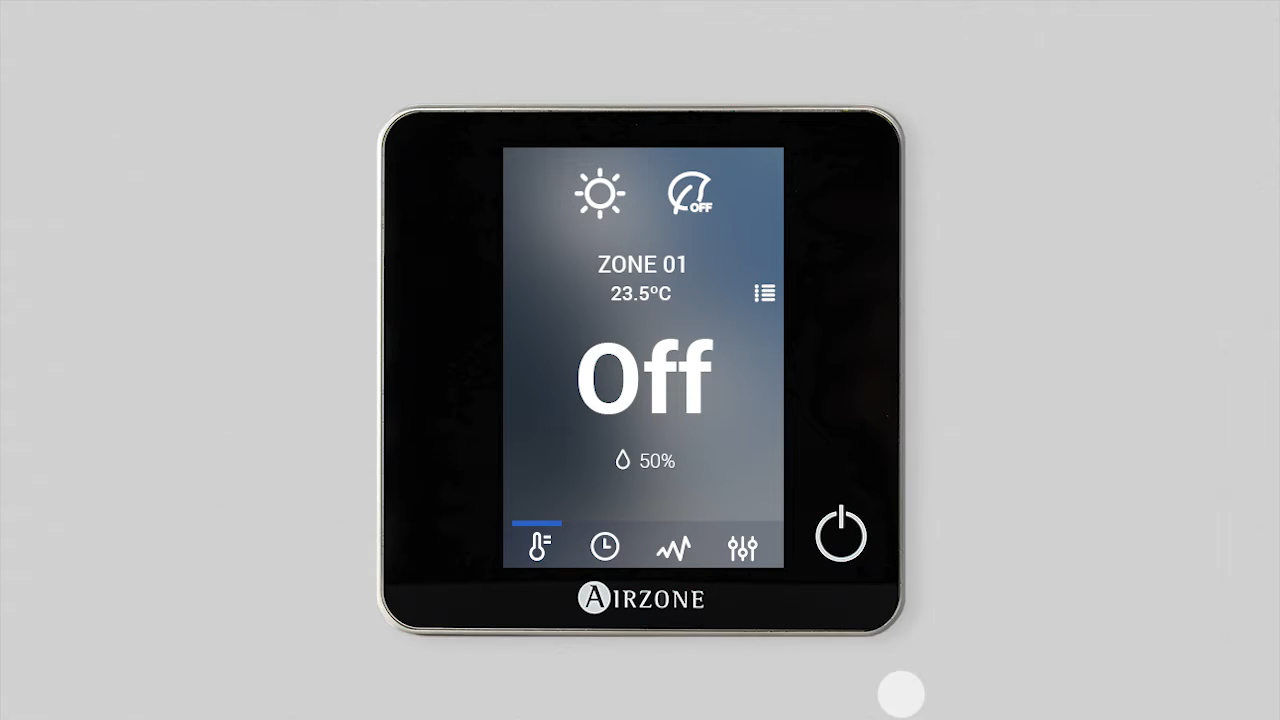 OFF
ZONE 01
23.5ºC
Off
50%
AIRZONE